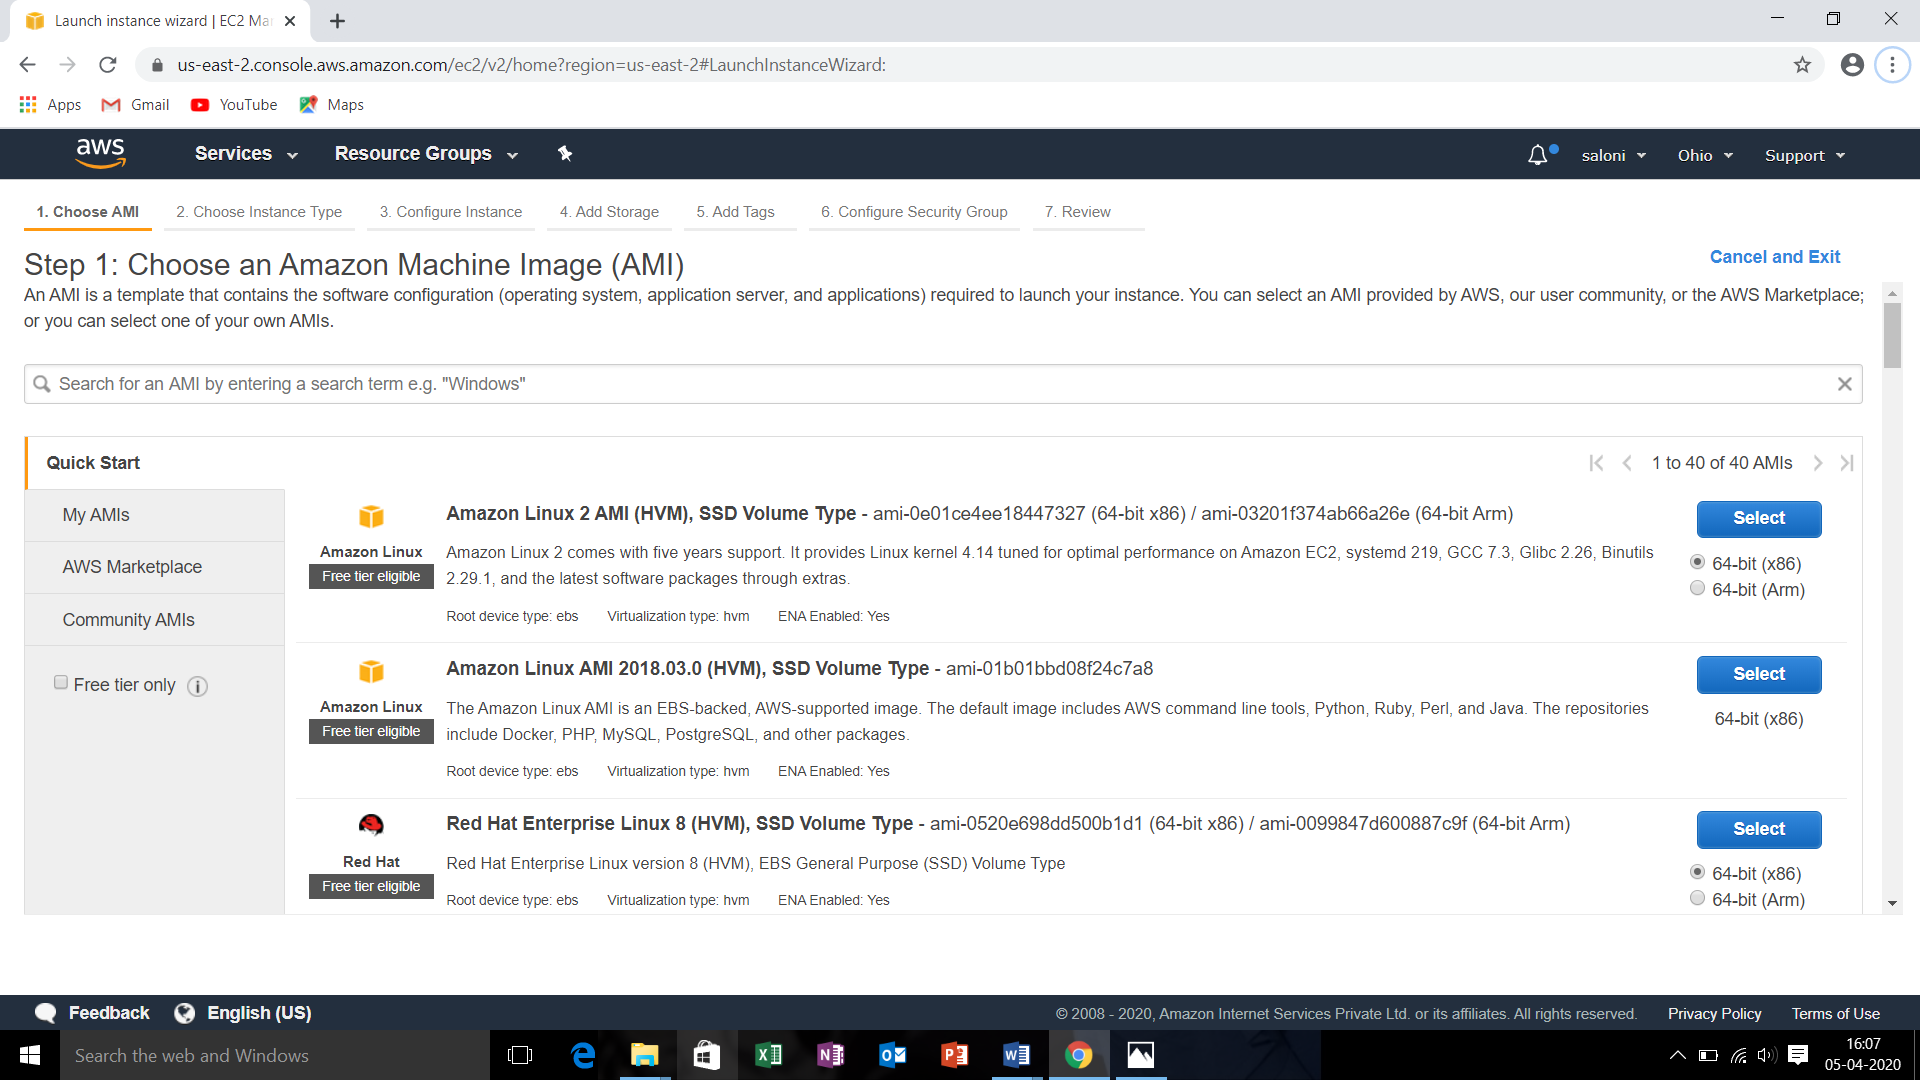 Launch instance wizard | EC2 Mar
us-east-2.console.aws.amazon.com/ec2/v2/home?region=us-east-2#LaunchInstanceWizard:
Apps Gmail YouTube Maps
aws Services Resource Groups saloni Ohio Support
1. Choose AMI 2. Choose Instance Type 3. Configure Instance 4. Add Storage 5. Add Tags 6. Configure Security Group 7. Review
Step 1: Choose an Amazon Machine Image (AMI)
Cancel and Exit
An AMI is a template that contains the software configuration (operating system, application server, and applications) required to launch your instance. You can select an AMI provided by AWS, our user community, or the AWS Marketplace;
or you can select one of your own AMIs.
Search for an AMI by entering a search term e.g. "Windows"
Quick Start
1 to 40 of 40 AMIs
My AMIs
AWS Marketplace
Community AMIs
Free tier only
Amazon Linux
Free tier eligible
Amazon Linux 2 AMI (HVM), SSD Volume Type - ami-0e01ce4ee18447327 (64-bit x86) / ami-03201f374ab66a26e (64-bit Arm)
Amazon Linux 2 comes with five years support. It provides Linux kernel 4.14 tuned for optimal performance on Amazon EC2, systemd 219, GCC 7.3, Glibc 2.26, Binutils
2.29.1, and the latest software packages through extras.
Root device type: ebs Virtualization type: hvm ENA Enabled: Yes
Select
64-bit (x86)
64-bit (Arm)
Amazon Linux
Free tier eligible
Amazon Linux AMI 2018.03.0 (HVM), SSD Volume Type - ami-01b01bbd08f24c7a8
The Amazon Linux AMI is an EBS-backed, AWS-supported image. The default image includes AWS command line tools, Python, Ruby, Perl, and Java. The repositories
include Docker, PHP, MySQL, PostgreSQL, and other packages.
Root device type: ebs Virtualization type: hvm ENA Enabled: Yes
Select
64-bit (x86)
Red Hat
Free tier eligible
Red Hat Enterprise Linux 8 (HVM), SSD Volume Type - ami-0520e698dd500b1d1 (64-bit x86) / ami-0099847d600887c9f (64-bit Arm)
Red Hat Enterprise Linux version 8 (HVM), EBS General Purpose (SSD) Volume Type
Root device type: ebs Virtualization type: hvm ENA Enabled: Yes
Select
64-bit (x86)
64-bit (Arm)
Feedback English (US)
© 2008 - 2020, Amazon Internet Services Private Ltd. or its affiliates. All rights reserved. Privacy Policy Terms of Use
Search the web and Windows
16:07
05-04-2020